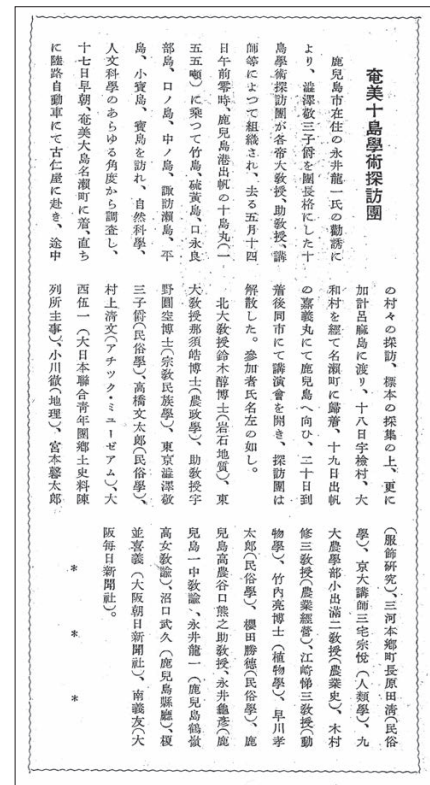 奄美十島學術探訪團
鹿兒島市在住の永井龍一氏の勸誘に
より、澁澤敬三子爵を團長格にした十
島學術探訪團が各帝大教授、助教授、講
師等によつて組織され、去る五月十四
日午前零時、鹿兒島港出帆の十島丸(一
五五噸)に乘つて竹島、硫黃島、口永良
部島、口ノ島、中ノ島、諏訪瀨島、平
島、小寶島、寶島を訪れ、自然科學、
人文科學のあらゆる角度から調査し、
十七日早朝、奄美大島名瀨町に着、直ち
に陸路自動車にて古仁屋に赴き、途中
の村々の探訪、標本の採集の上、更に
加計呂麻島に渡り、十八日宇檢村、大
和村を經て名瀨町に歸着、十九日出帆
の嘉義丸にて鹿兒島へ向ひ、二十日到
着後同市にて講演會を開き、探訪團は
解散した。參加者氏名左の如し。
北大教授鈴木醇博士(岩石地質)、東
大教授那須皓博士(農政學)、助教授宇
野圓空博士(宗敎民族學)、東京澁澤敬
三子爵(民俗學)、高橋文太郎(民俗學)、
村上淸文(アチック・ミューゼアム)、大
西伍一(大日本聯合靑年團鄕土史料陳
列所主事)、小川徹(地理)、宮本馨太郎
(服飾硏究)、三河本鄕町長原田淸(民俗
學)、京大講師三宅宗悅(人類學)、九
大農學部小出滿二敎授(農業史)、木村
修三敎授(農業經營)、江崎悌三敎授(動
物學)、竹內亮博士(植物學)、早川孝
太郎(民俗學)、櫻田勝德(民俗學)、鹿
兒島高農谷口熊之助敎授、永井龜彥(鹿
兒島一中敎諭)、永井龍一(鹿兒島鶴嶺
高女敎諭)、沼口武久(鹿兒島縣廳)、榎
並喜義(大阪朝日新聞社)、南義友(大
阪每日新聞社)。
* * *